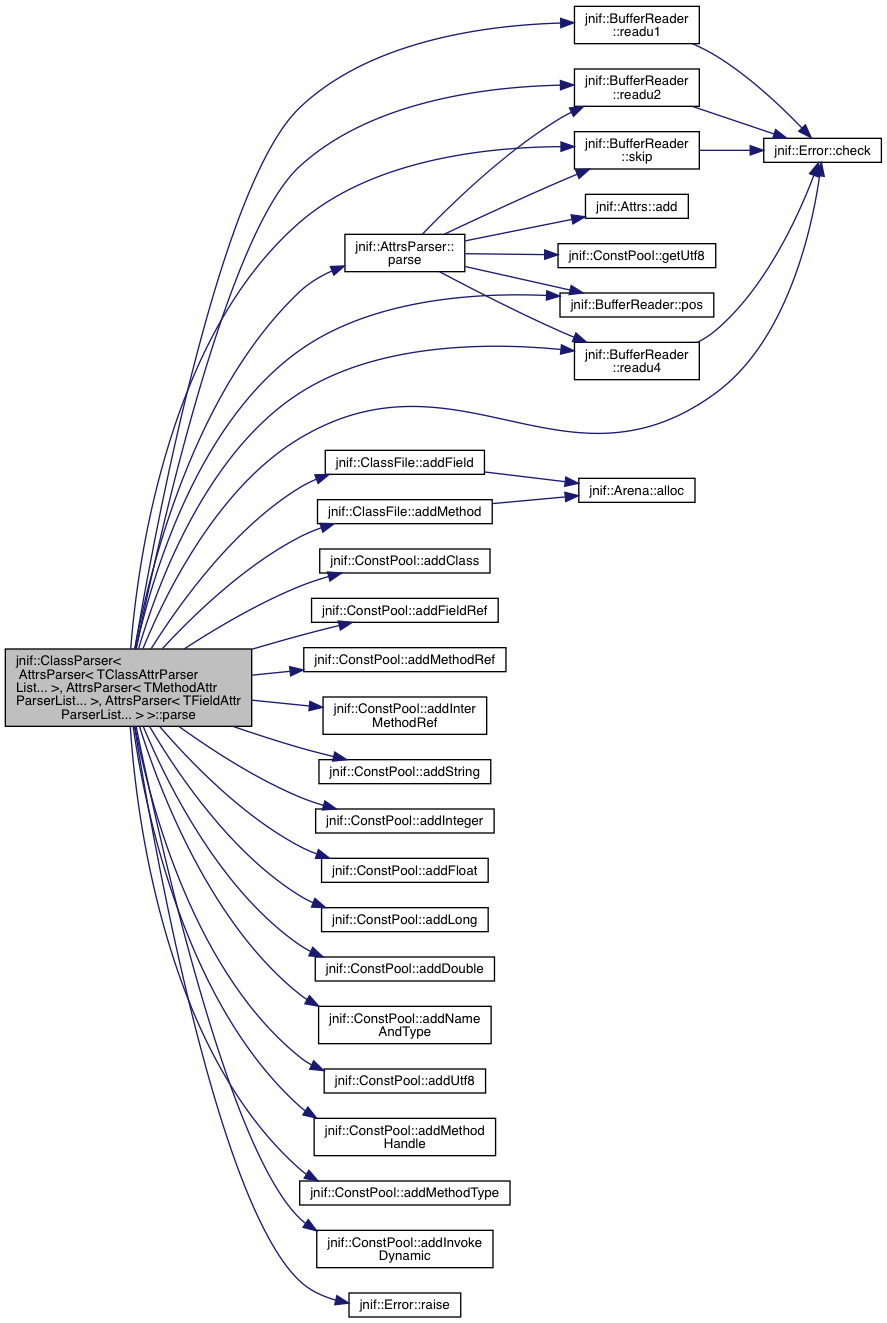 jnif::BufferReader
::readu1
jnif::BufferReader
::readu2
jnif::BufferReader
::skip
jnif::Error::check
jnif::Attrs::add
jnif::AttrsParser::
parse
jnif::ConstPool::getUtf8
jnif::BufferReader::pos
jnif::BufferReader
::readu4
jnif::ClassFile::addField
jnif::Arena::alloc
jnif::ClassFile::addMethod
jnif::ConstPool::addClass
jnif::ConstPool::addFieldRef
jnif::ConstPool::addMethodRef
jnif::ClassParser<
AttrsParser< TClassAttrParser
List... >, AttrsParser< TMethodAttr
ParserList... >, AttrsParser< TFieldAttr
ParserList... > >::parse
jnif::ConstPool::addInter
MethodRef
jnif::ConstPool::addString
jnif::ConstPool::addInteger
jnif::ConstPool::addFloat
jnif::ConstPool::addLong
jnif::ConstPool::addDouble
jnif::ConstPool::addName
AndType
jnif::ConstPool::addUtf8
jnif::ConstPool::addMethod
Handle
jnif::ConstPool::addMethodType
jnif::ConstPool::addInvoke
Dynamic
jnif::Error::raise